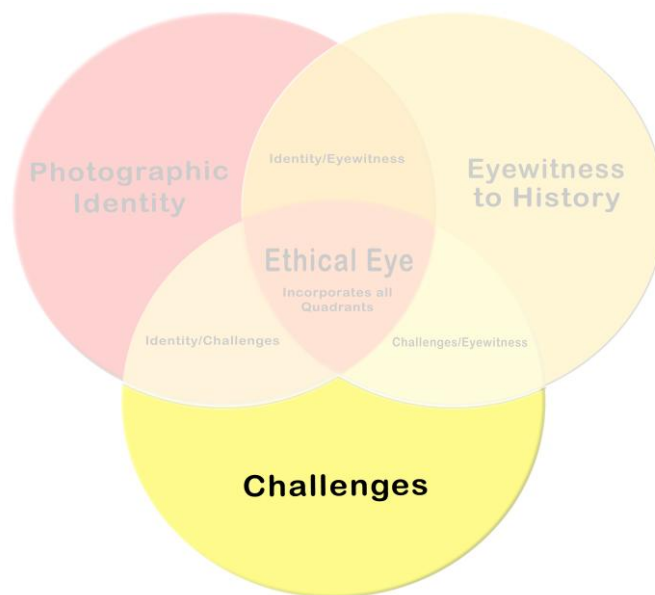 Identity/Eyewitness
Photographic
Identity
Eyewitness
to History
Ethical Eye
Incorporates all
Quadrants
Identity/Challenges
Challenges/Eyewitness
Challenges